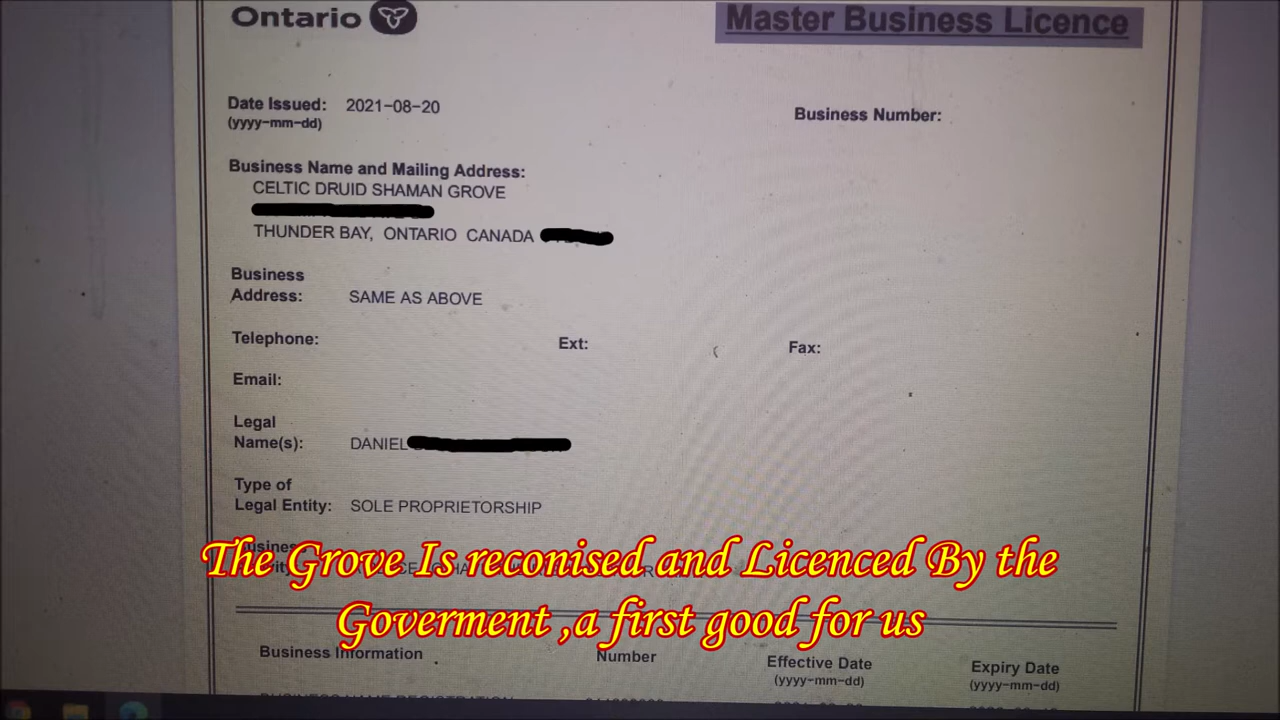 Ontario
Master Business Licence
Date Issued: 2021-08-20
(yyyy-mm-dd)
Business Number:
Business Name and Mailing Address:
CELTIC DRUID SHAMAN GROVE
THUNDER BAY, ONTARIO CANADA
Business
Address: SAME AS ABOVE
Telephone:
Ext:
Fax:
Email:
Legal
Name(s): DANIEL
Type of
Legal Entity: SOLE PROPRIETORSHIP
The Grove Is reconised and Licenced By the
Goverment ,a first good for us
Business Information
Number
Effective Date
(yyyy-mm-dd)
Expiry Date
(yyyy-mm-dd)
BUSINESS NAME REGISTRATION